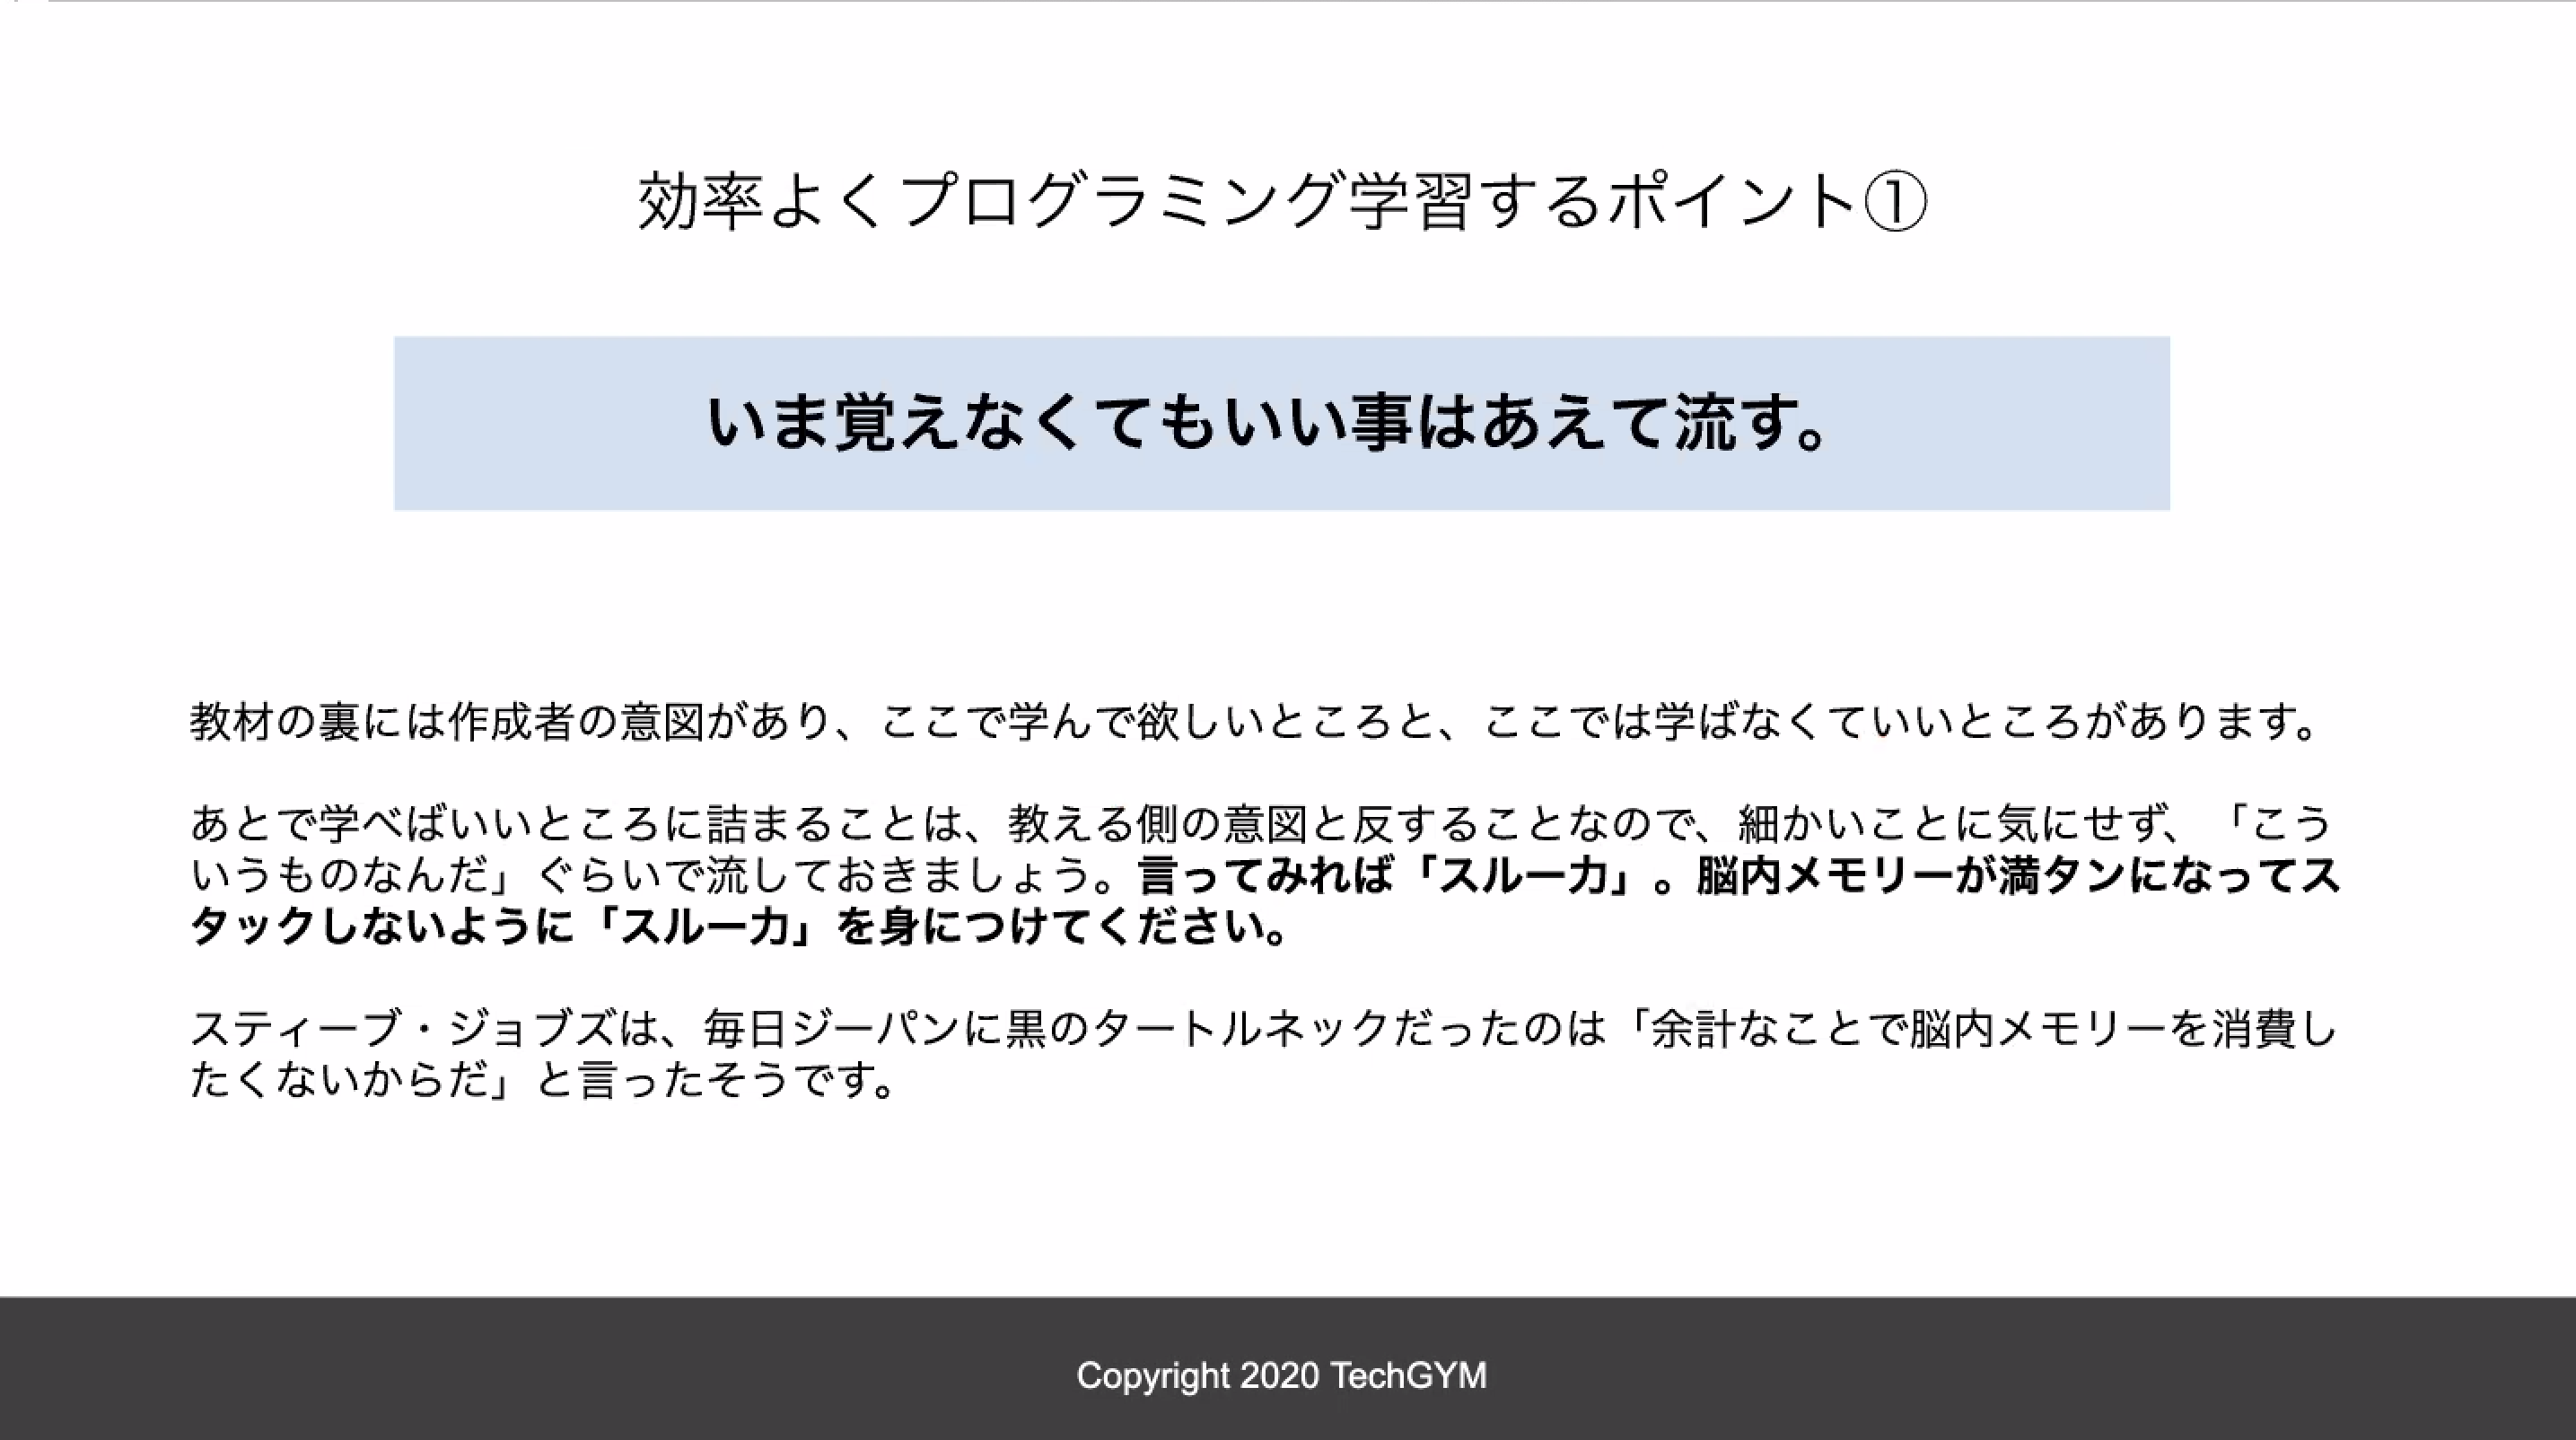 効率よくプログラミング学習するポイント①
いま覚えなくてもいい事はあえて流す。
教材の裏には作成者の意図があり、ここで学んで欲しいところと、ここでは学ばなくていいところがあります。
あとで学べばいいところに詰まることは、教える側の意図と反することなので、細かいことに気にせず、「こう
いうものなんだ」ぐらいで流しておきましょう。言ってみれば「スルー力」。脳内メモリーが満タンになってス
タックしないように「スルー力」を身につけてください。
スティーブ・ジョブズは、毎日ジーパンに黒のタートルネックだったのは「余計なことで脳内メモリーを消費し
たくないからだ」と言ったそうです。
Copyright 2020 TechGYM